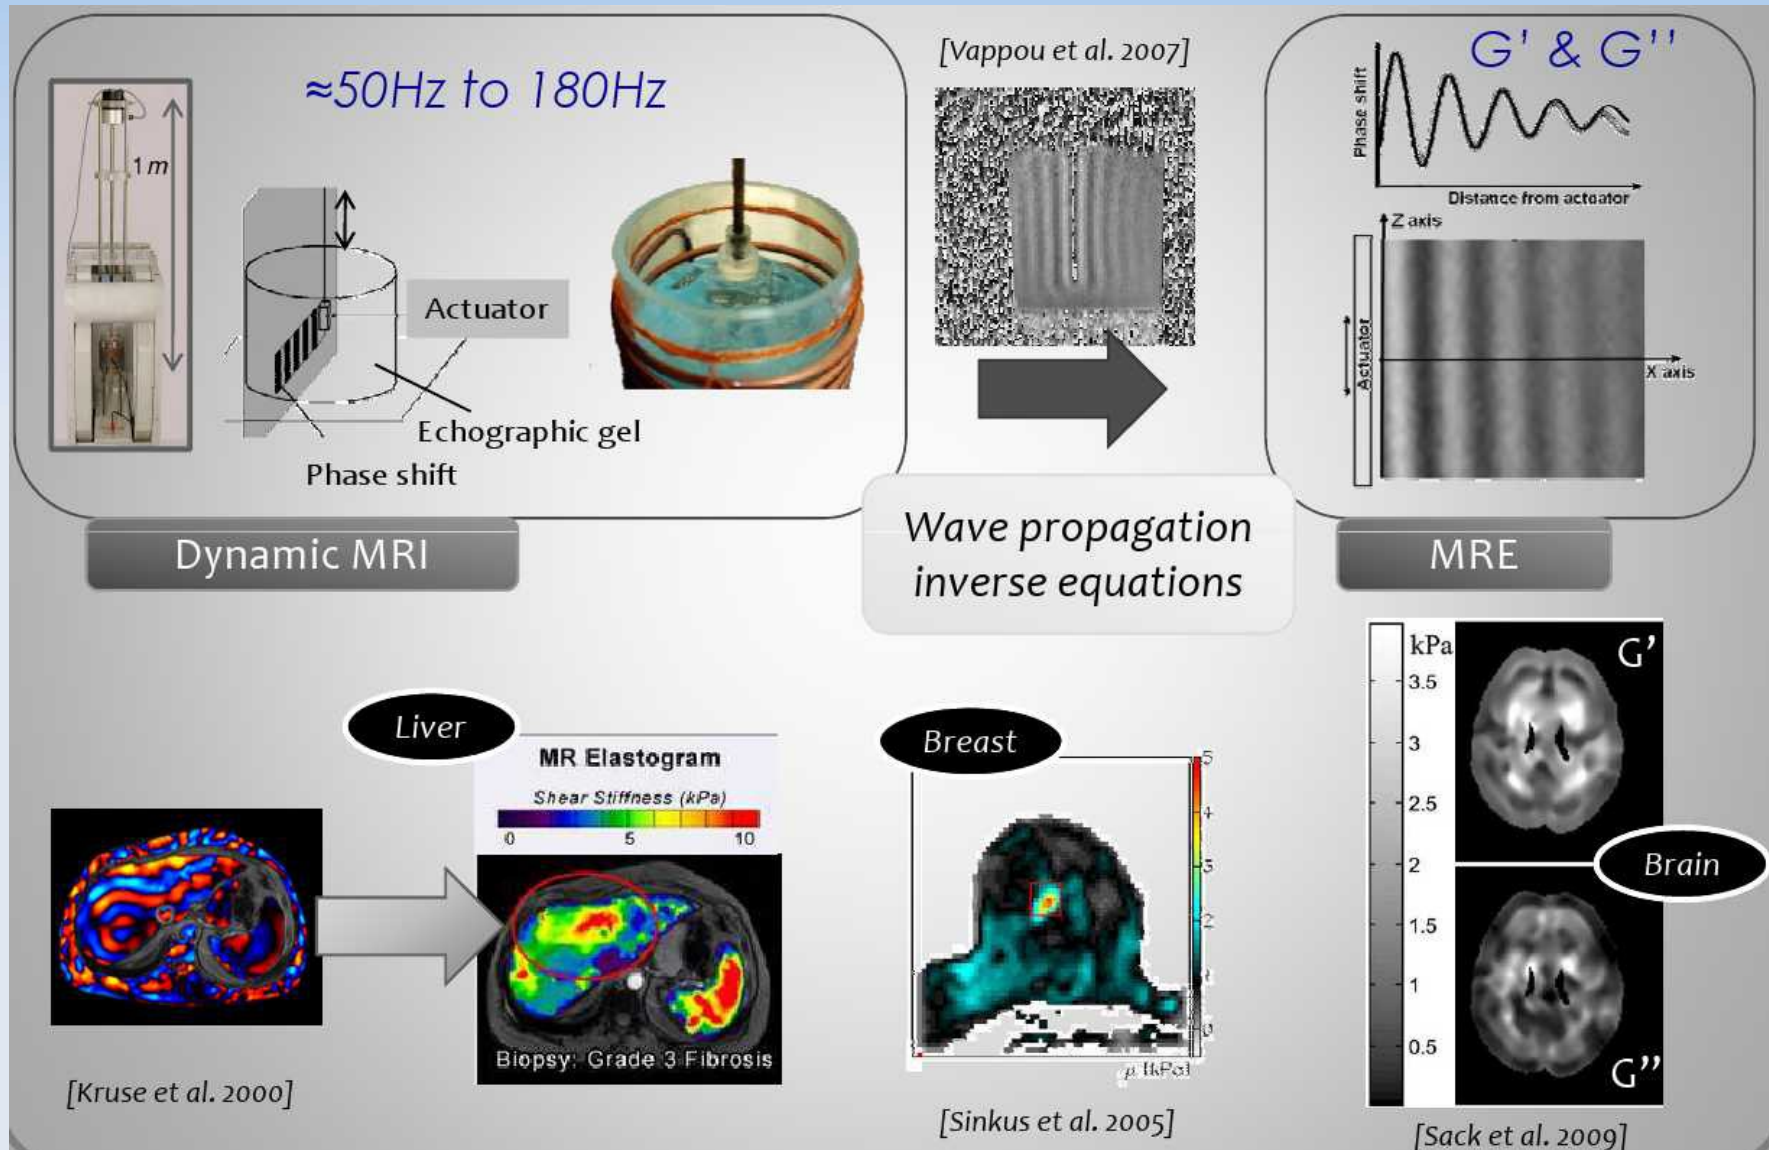 ≈50Hz to 180Hz
1 m
Actuator
Echographic gel
Phase shift
Dynamic MRI
[Vappou et al. 2007]
Wave propagation
inverse equations
G' & G''
Phase shift
Distance from actuator
Z axis
Actuator
X axis
MRE
Liver
MR Elastogram
Shear Stiffness (kPa)
0 5 10
Biopsy: Grade 3 Fibrosis
[Kruse et al. 2000]
Breast
5
4
3
2
μ [kPa]
[Sinkus et al. 2005]
kPa
3.5
3
2.5
2
1.5
1
0.5
G'
Brain
G”
[Sack et al. 2009]